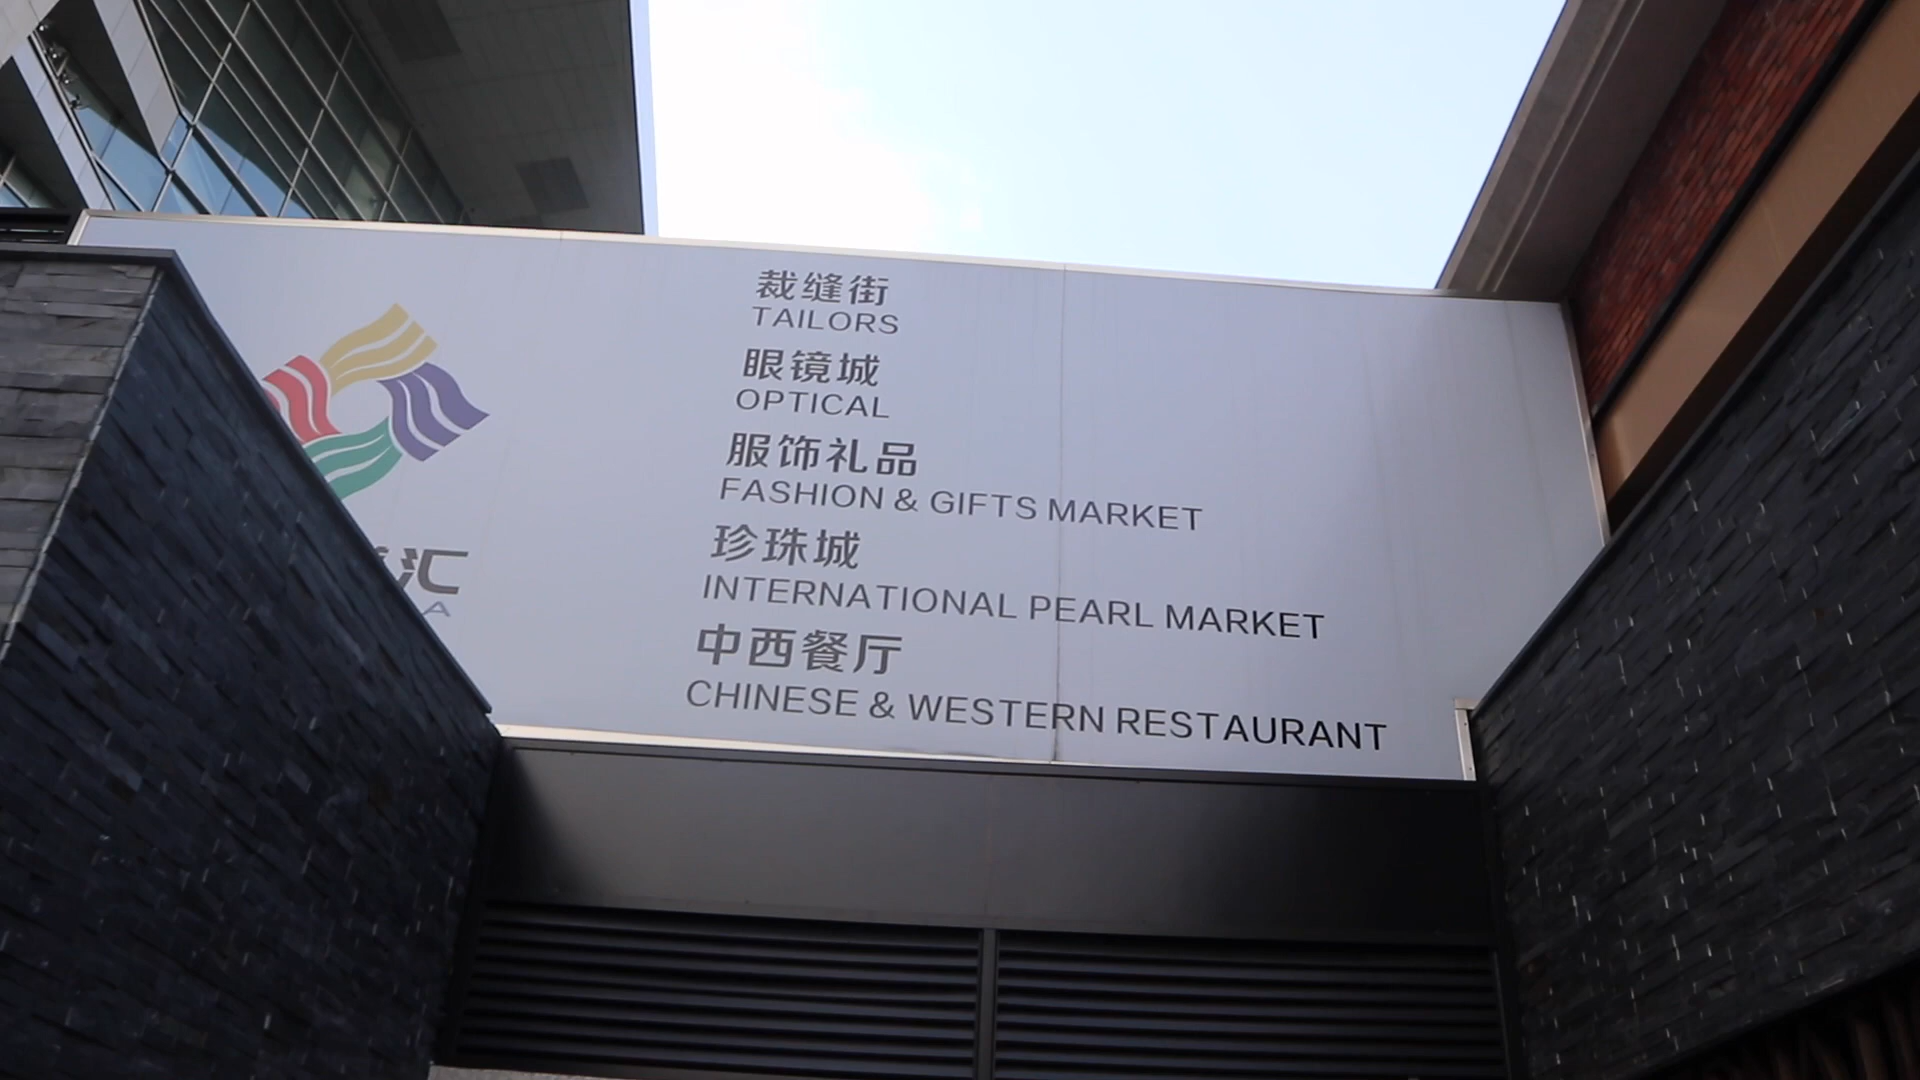 裁缝街
TAILORS
眼镜城
OPTICAL
服饰礼品
FASHION & GIFTS MARKET
珍珠城
INTERNATIONAL PEARL MARKET
中西餐厅
CHINESE & WESTERN RESTAURANT
汇
A